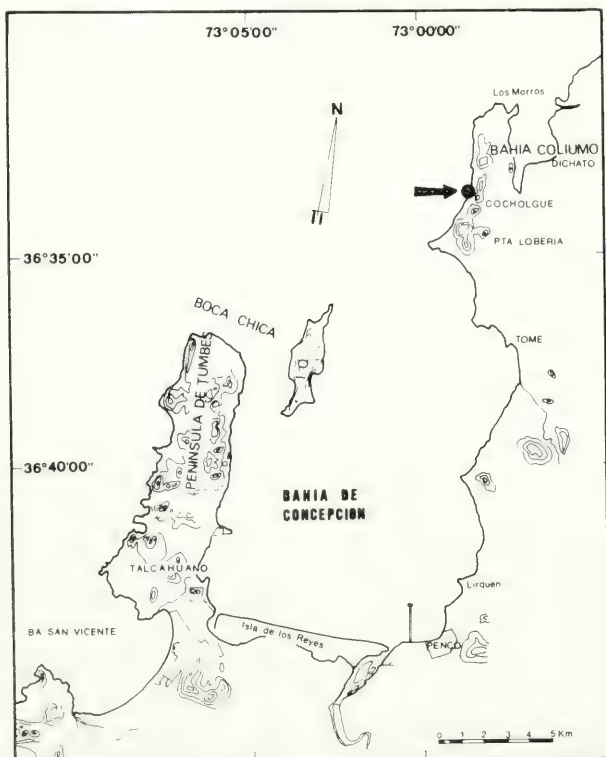 73°05'00"
73°00'00"
Los Morros
N
BAHIA COLIUMO
DICHATO
COCHOLGUE
PTA LOBERIA
36°35'00"
BOCA CHICA
TOME
PENINSULA DE TUMBES
36°40'00"
BAHIA DE
CONCEPCION
TALCAHUANO
Lirquen
Isla de los Reyes
BA SAN VICENTE
PENCO
0 1 2 3 4 5 Km